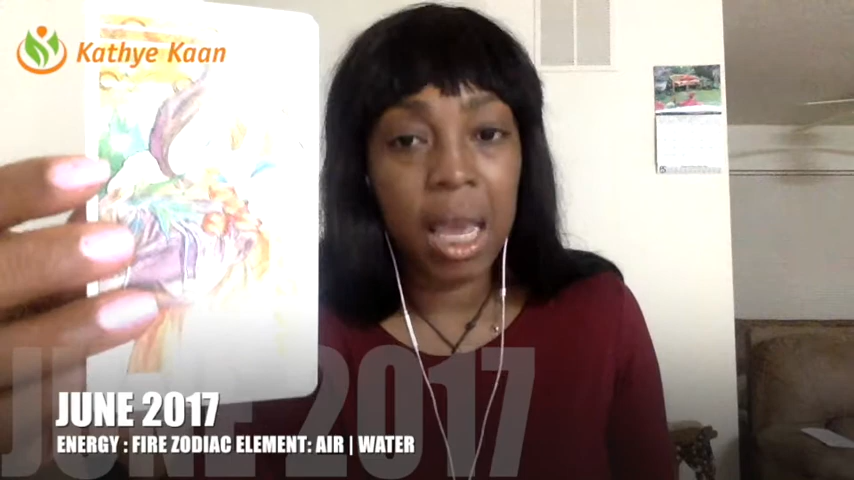 Kathye Kaan
JUNE 2017
JUNE 2017
ENERGY : FIRE ZODIAC ELEMENT: AIR | WATER